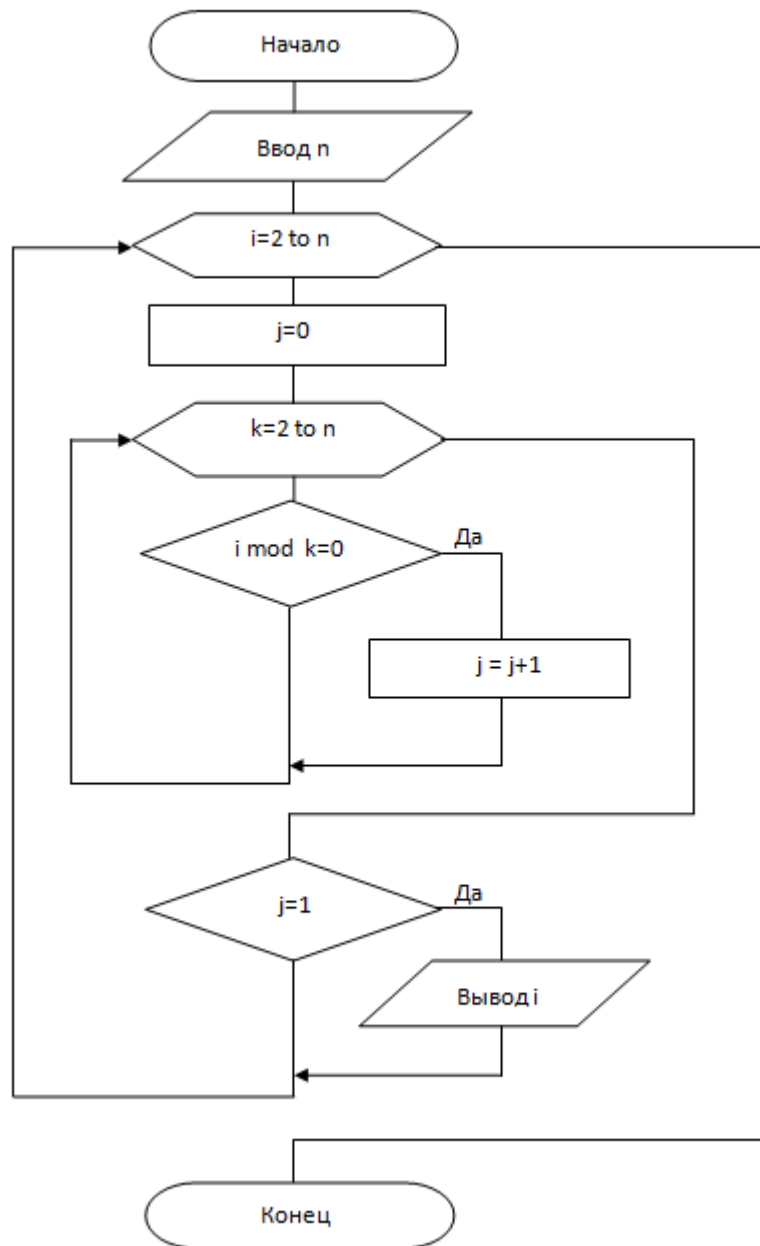 Начало
Ввод n
i=2 to n
j=0
k=2 to n
i mod k=0
Да
j = j+1
j=1
Да
Вывод i
Конец